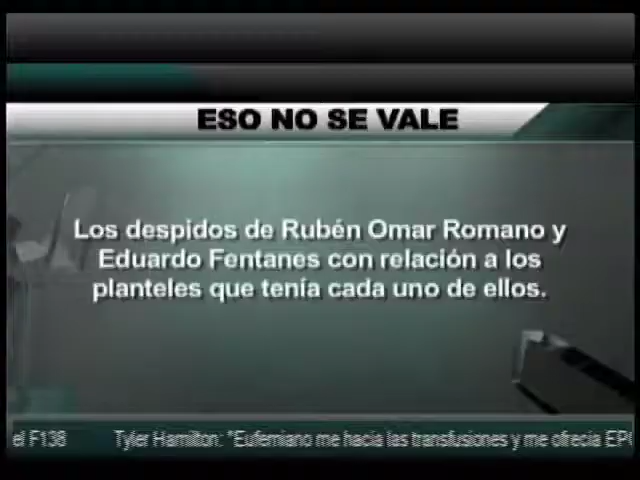 ESO NO SE VALE
Los despidos de Rubén Omar Romano y
Eduardo Fentanes con relación a los
planteles que tenía cada uno de ellos.
el F138 Tyler Hamilton: "Eufemiano me hacía las transfusiones y me ofrecía EPO